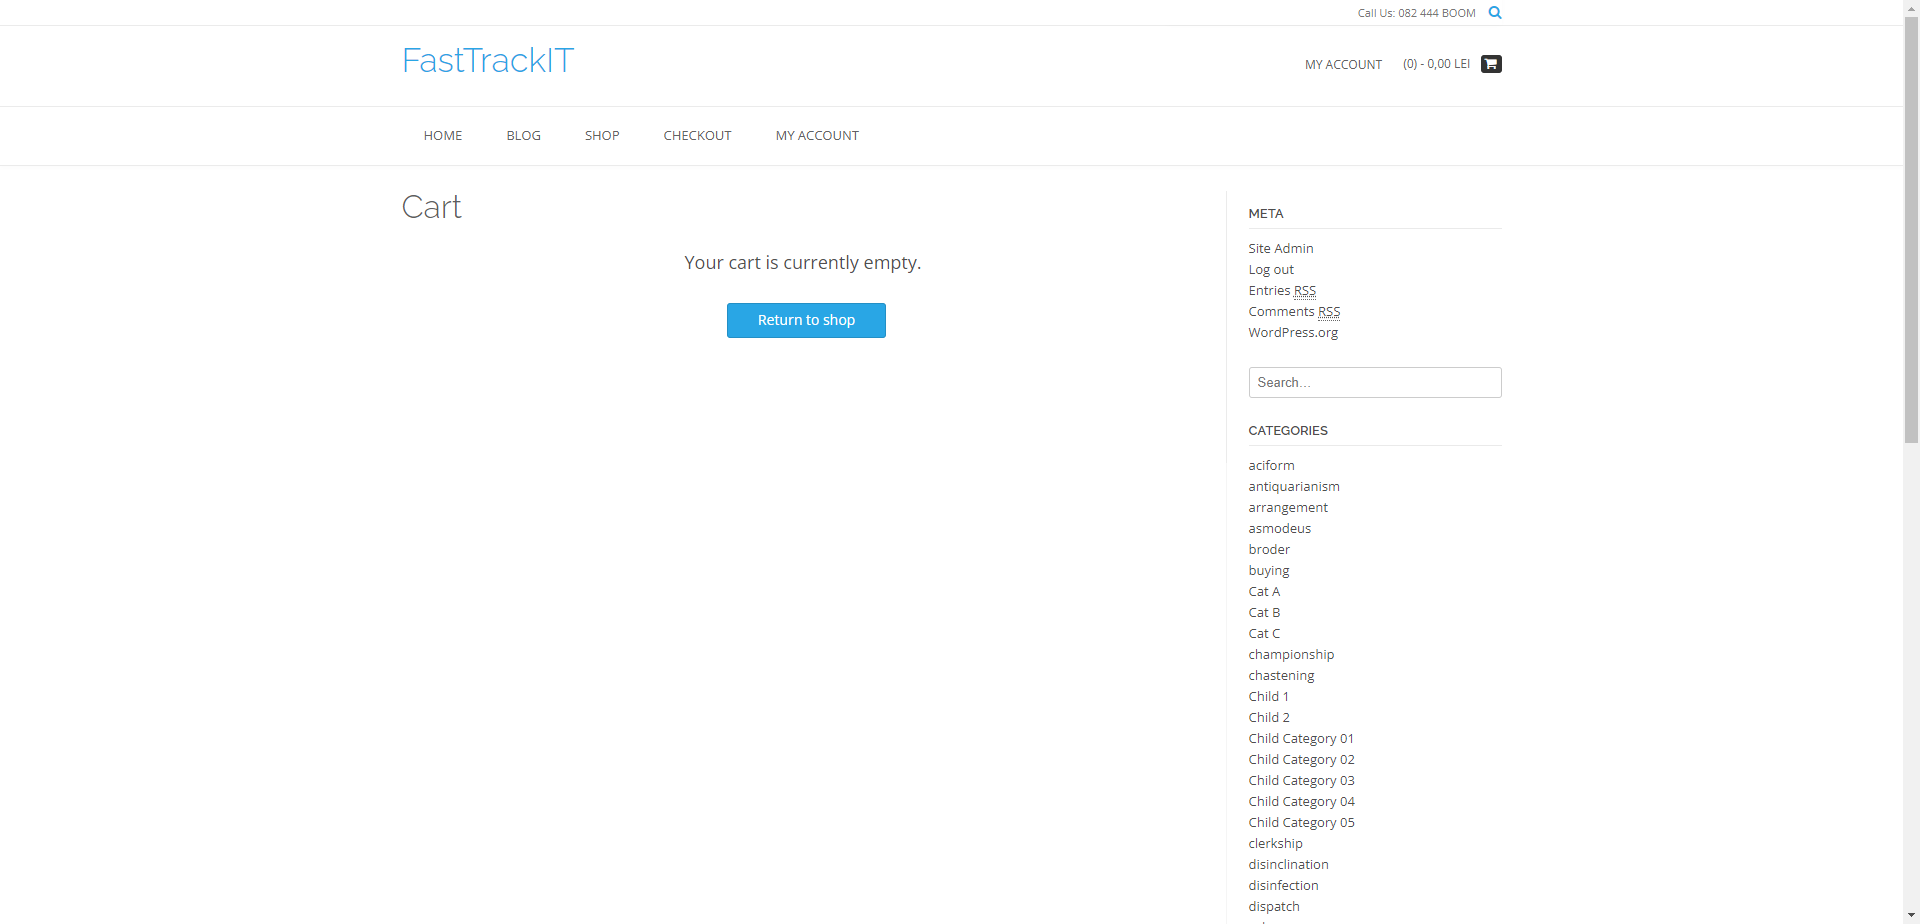 Call Us: 082 444 BOOM
FastTrackIT
MY ACCOUNT
(0) - 0,00 LEI
HOME
BLOG
SHOP
CHECKOUT
MY ACCOUNT
Cart
Your cart is currently empty.
Return to shop
META
Site Admin
Log out
Entries RSS
Comments RSS
WordPress.org
Search…
CATEGORIES
aciform
antiquarianism
arrangement
asmodeus
broder
buying
Cat A
Cat B
Cat C
championship
chastening
Child 1
Child 2
Child Category 01
Child Category 02
Child Category 03
Child Category 04
Child Category 05
clerkship
disinclination
disinfection
dispatch